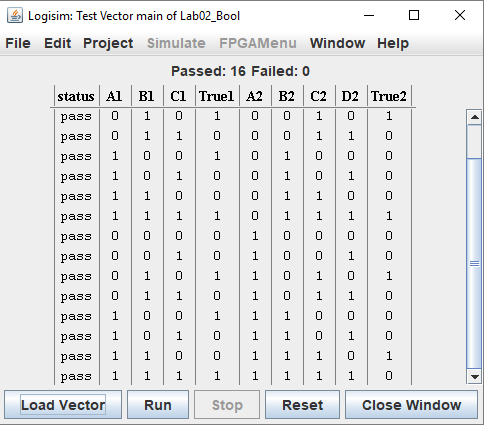 Logisim: Test Vector main of Lab02_Bool
File Edit Project Simulate FPGAMenu Window Help
Passed: 16 Failed: 0
status A1 B1 C1 True1 A2 B2 C2 D2 True2
pass 0 1 0 1 0 0 1 0 1
pass 0 1 1 0 0 0 1 1 0
pass 1 0 0 1 0 1 0 0 0
pass 1 0 1 0 0 1 0 1 0
pass 1 1 0 0 0 1 1 0 0
pass 1 1 1 1 0 1 1 1 1
pass 0 0 0 0 1 0 0 0 0
pass 0 0 1 0 1 0 0 1 0
pass 0 1 0 1 1 0 1 0 1
pass 0 1 1 0 1 0 1 1 0
pass 1 0 0 1 1 1 0 0 0
pass 1 0 1 0 1 1 0 1 0
pass 1 1 0 0 1 1 1 0 1
pass 1 1 1 1 1 1 1 1 0
Load Vector Run Stop Reset Close Window